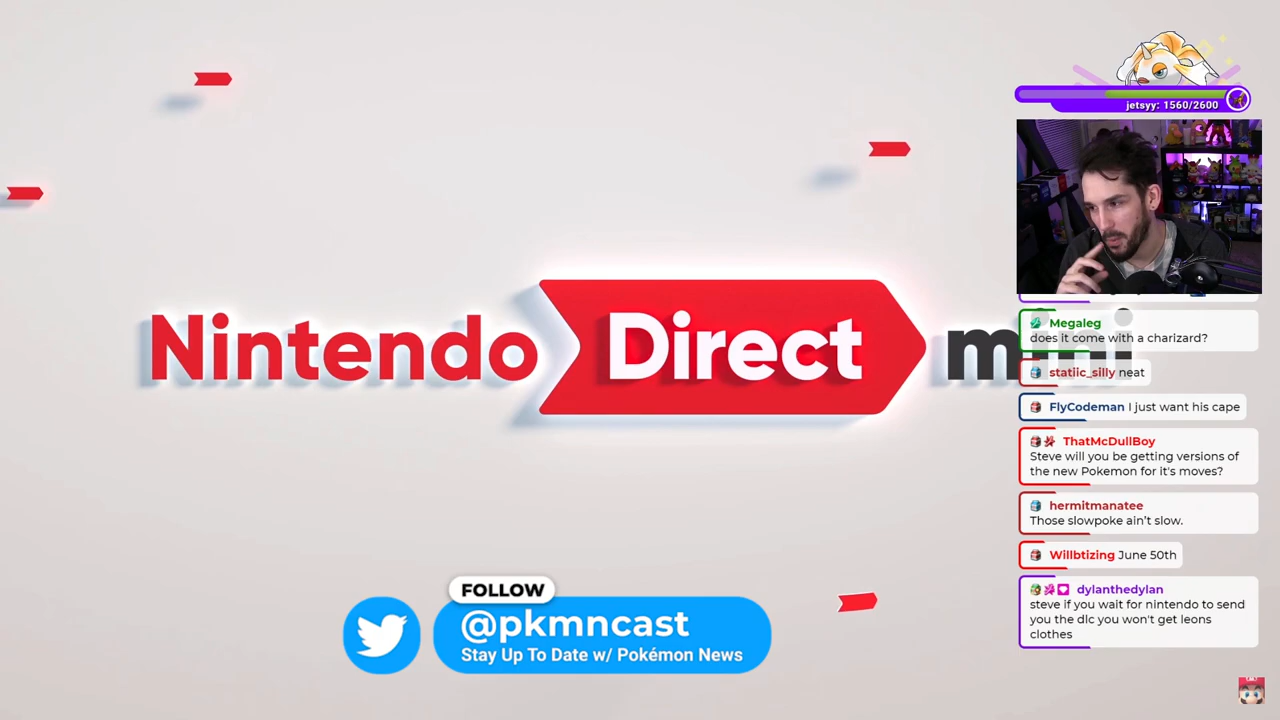 jetsyy: 1560/2600
Nintendo Direct mini
Megaleg
does it come with a charizard?
statiic_silly neat
FlyCodeman I just want his cape
ThatMcDullBoy
Steve will you be getting versions of
the new Pokemon for it's moves?
hermitmanatee
Those slowpoke ain't slow.
Willbtizing June 50th
dylanthedylan
steve if you wait for nintendo to send
you the dlc you won't get leons
clothes
FOLLOW
@pkmncast
Stay Up To Date w/ Pokémon News